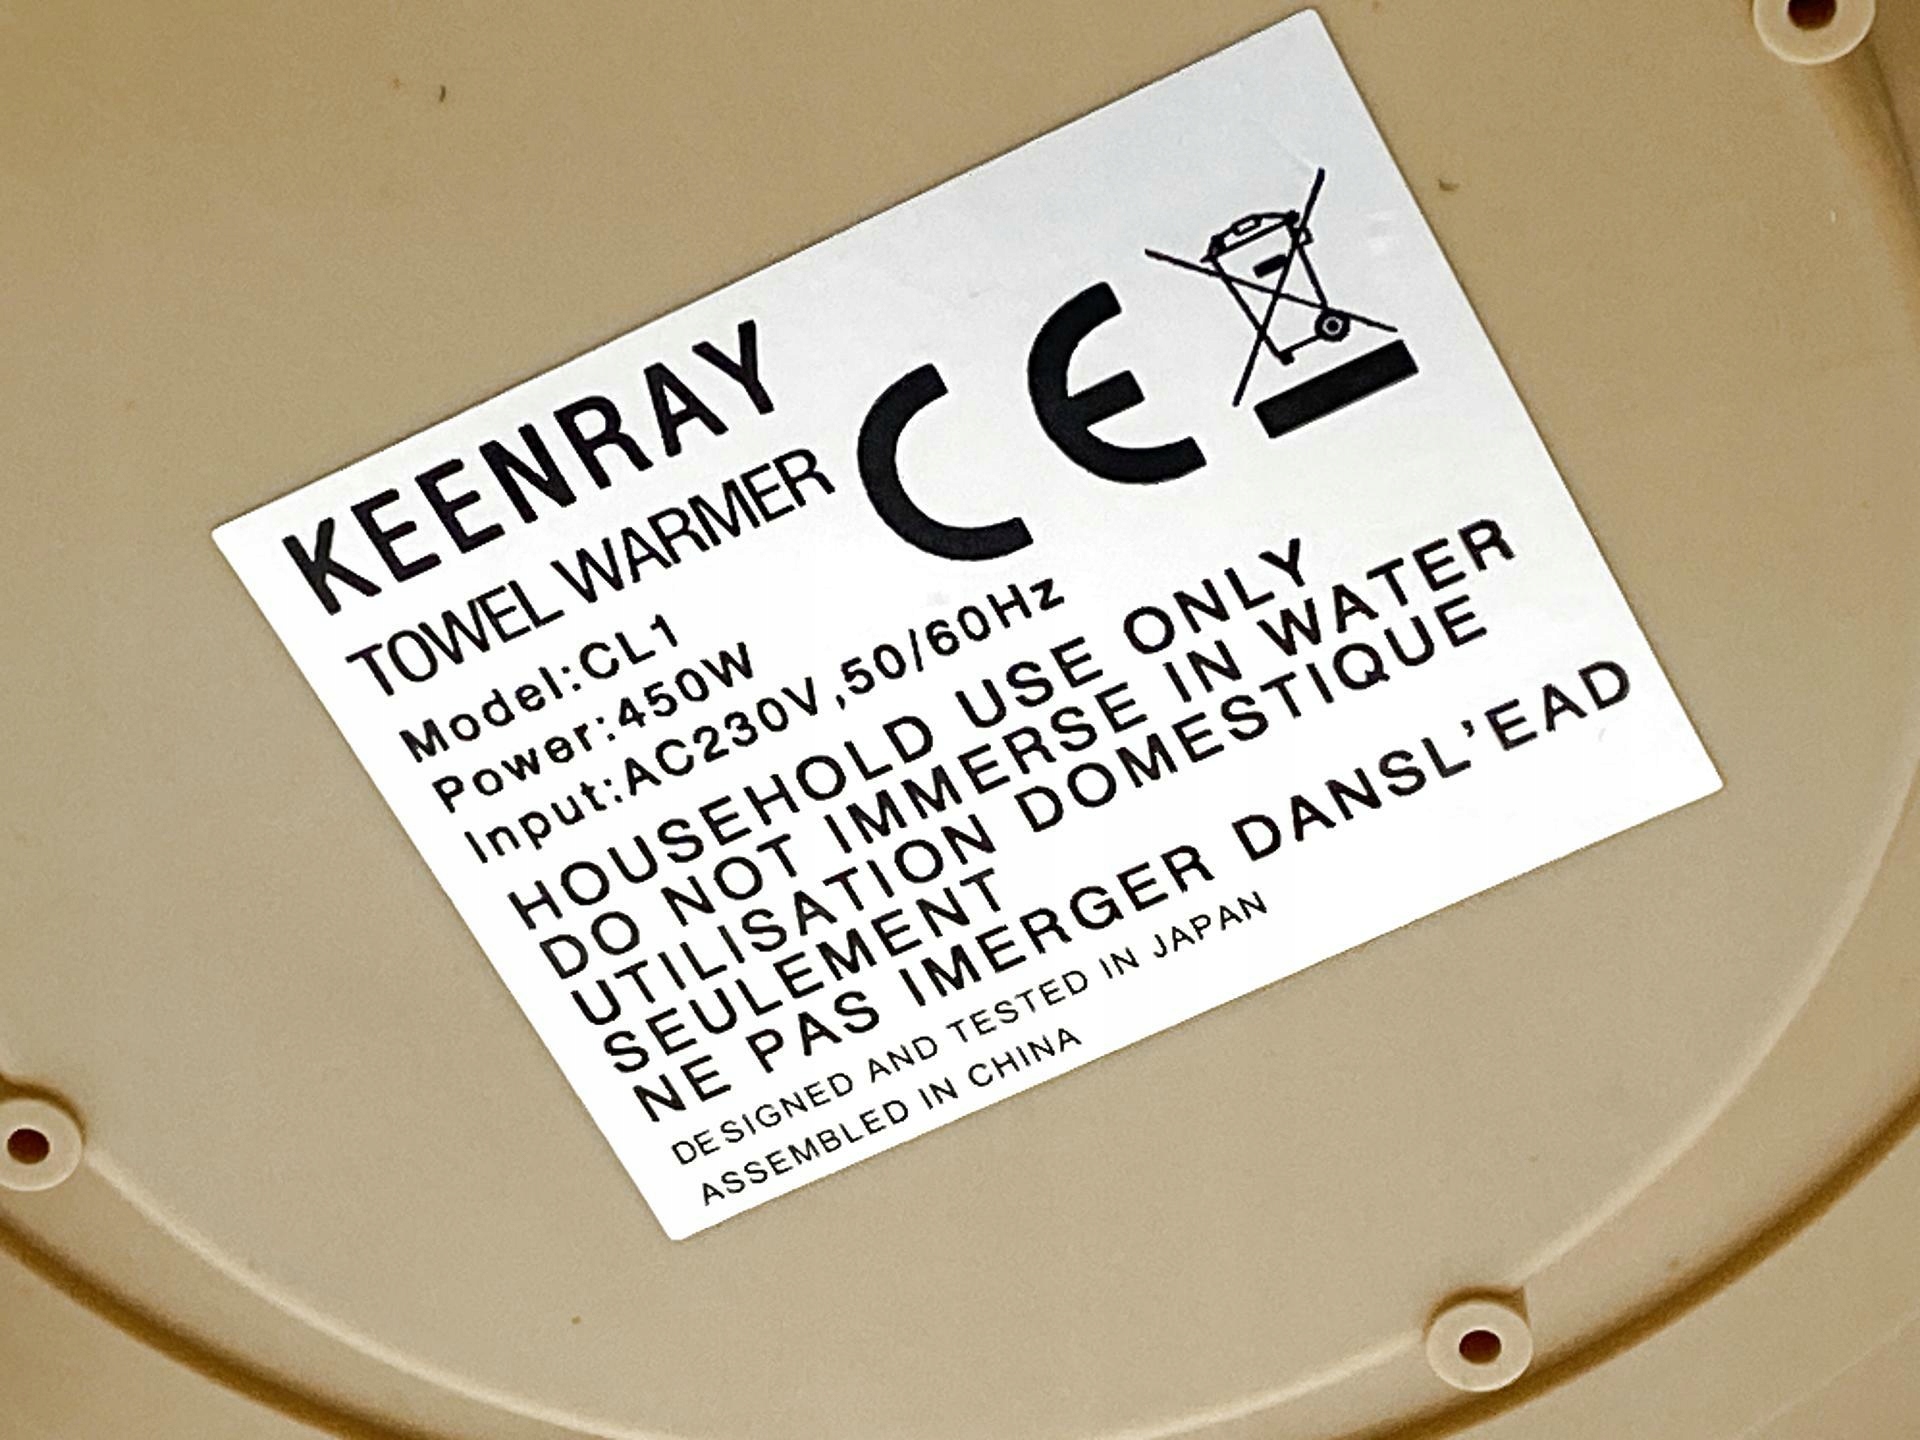 KEENRAY
TOWEL WARMER
CE
Model:CL1
Power:450W
Input:AC230V,50/60Hz
HOUSEHOLD USE ONLY
DO NOT IMMERSE IN WATER
UTILISATION DOMESTIQUE
SEULEMENT
NE PAS IMERGER DANSL'EAD
DESIGNED AND TESTED IN JAPAN
ASSEMBLED IN CHINA